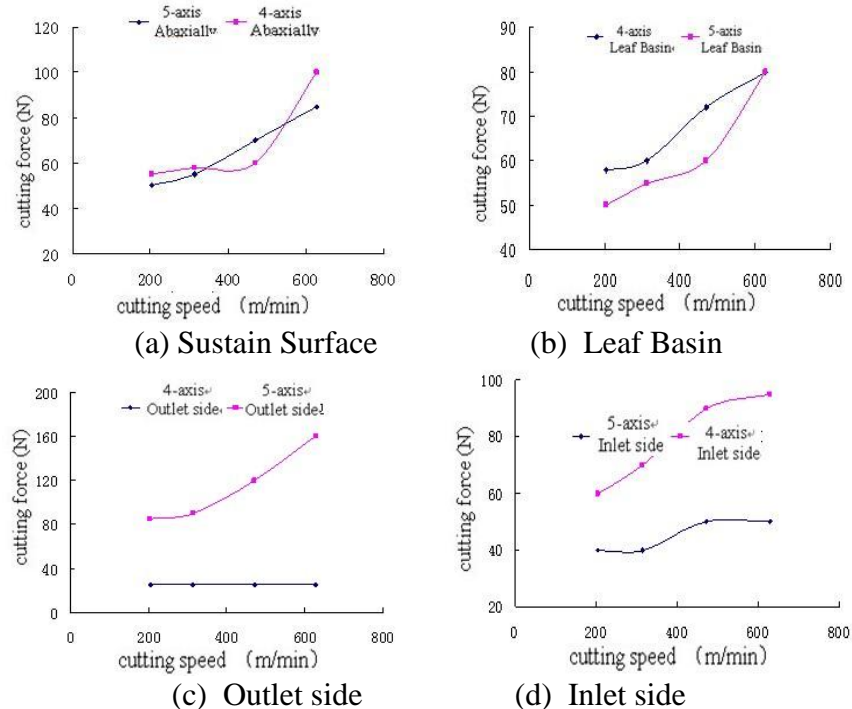 5-axis 4-axis
Abaxially Abaxially
120
100
80
60
40
20
0 200 400 600 800
cutting force (N)
cutting speed （m/min）
(a) Sustain Surface
4-axis 5-axis
Leaf Basin Leaf Basin
90
80
70
60
50
40
0 200 400 600 800
cutting force (N)
cutting speed （m/min）
(b) Leaf Basin
4-axis↵ 5-axis↵
Outlet side Outlet side
200
160
120
80
40
0
0 200 400 600 800
cutting force (N)
cutting speed （m/min）
(c) Outlet side
5-axis↵ 4-axis↵
Inlet side Inlet side
100
80
60
40
20
0 200 400 600 800
cutting force (N)
cutting speed （m/min）
(d) Inlet side